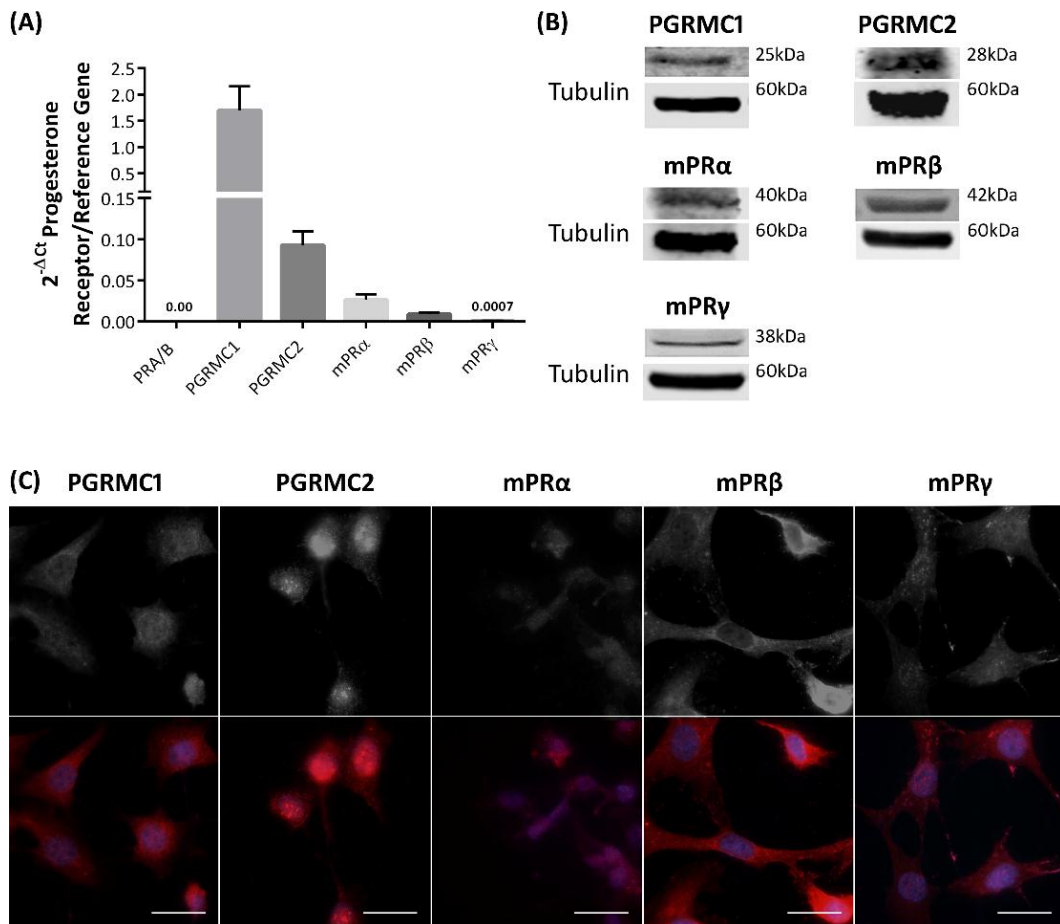 (A)
2-ΔCt Progesterone
Receptor/Reference Gene
2.5
2.0
1.5
1.0
0.5
0.15
0.10
0.05
0.00
0.00
0.0007
PRA/B
PGRMC1
PGRMC2
mPRα
mPRβ
mPRγ
(B)
PGRMC1
PGRMC2
25kDa
28kDa
Tubulin
60kDa
60kDa
mPRα
mPRβ
40kDa
42kDa
Tubulin
60kDa
60kDa
mPRγ
38kDa
Tubulin
60kDa
(C)
PGRMC1
PGRMC2
mPRα
mPRβ
mPRγ